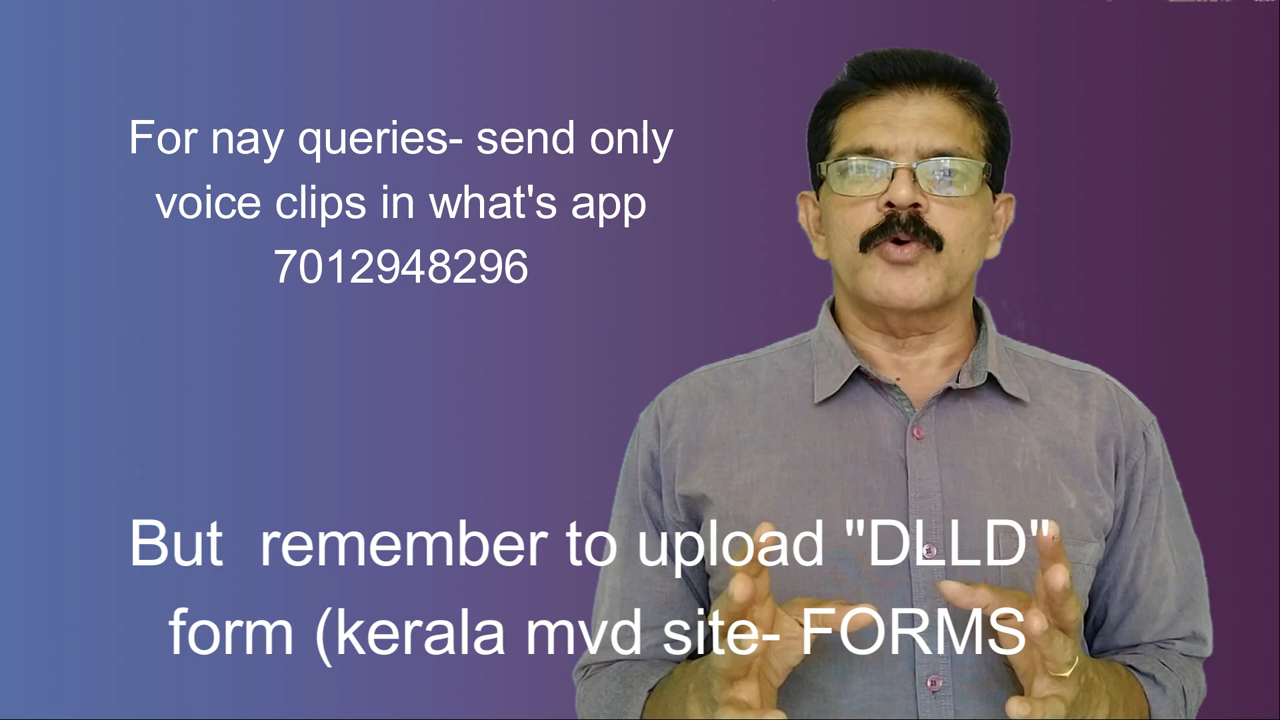 For nay queries- send only
voice clips in what's app
7012948296
But remember to upload "DLLD"
form (kerala mvd site- FORMS